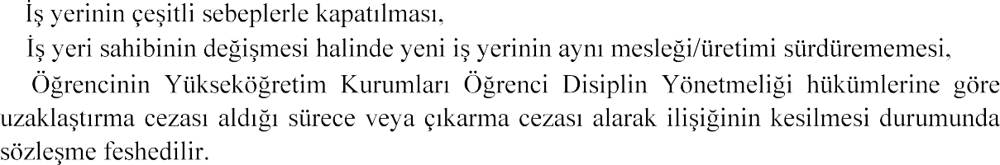 İş yerinin çeşitli sebeplerle kapatılması,
İş yeri sahibinin değişmesi halinde yeni iş yerinin aynı mesleği/üretimi sürdürememesi,
Öğrencinin Yükseköğretim Kurumları Öğrenci Disiplin Yönetmeliği hükümlerine göre
uzaklaştırma cezası aldığı sürece veya çıkarma cezası alarak ilişiğinin kesilmesi durumunda
sözleşme feshedilir.